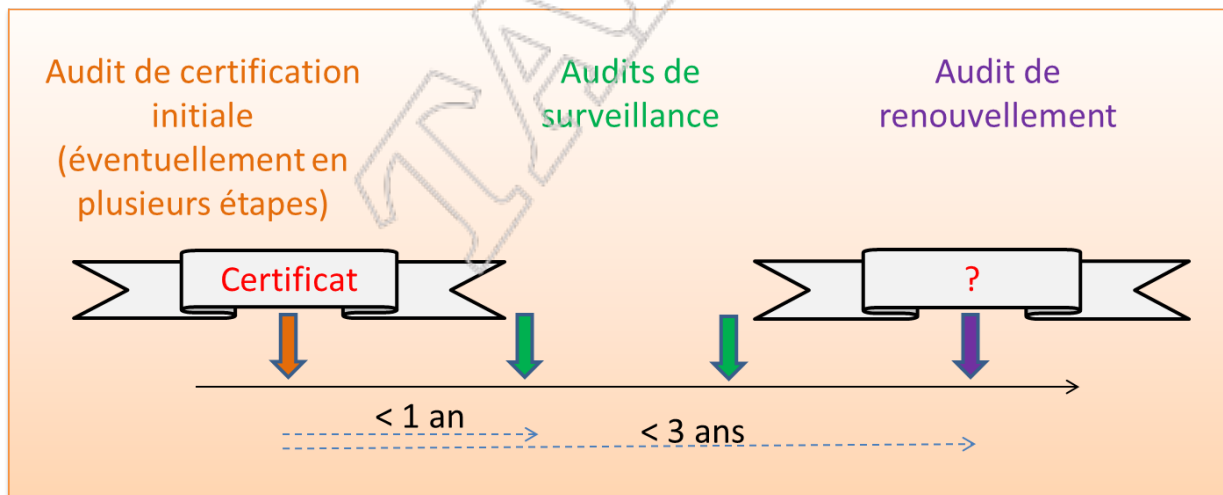 Audit de certification
initiale
(éventuellement en
plusieurs étapes)
Audits de
surveillance
Audit de
renouvellement
Certificat
?
< 1 an
< 3 ans